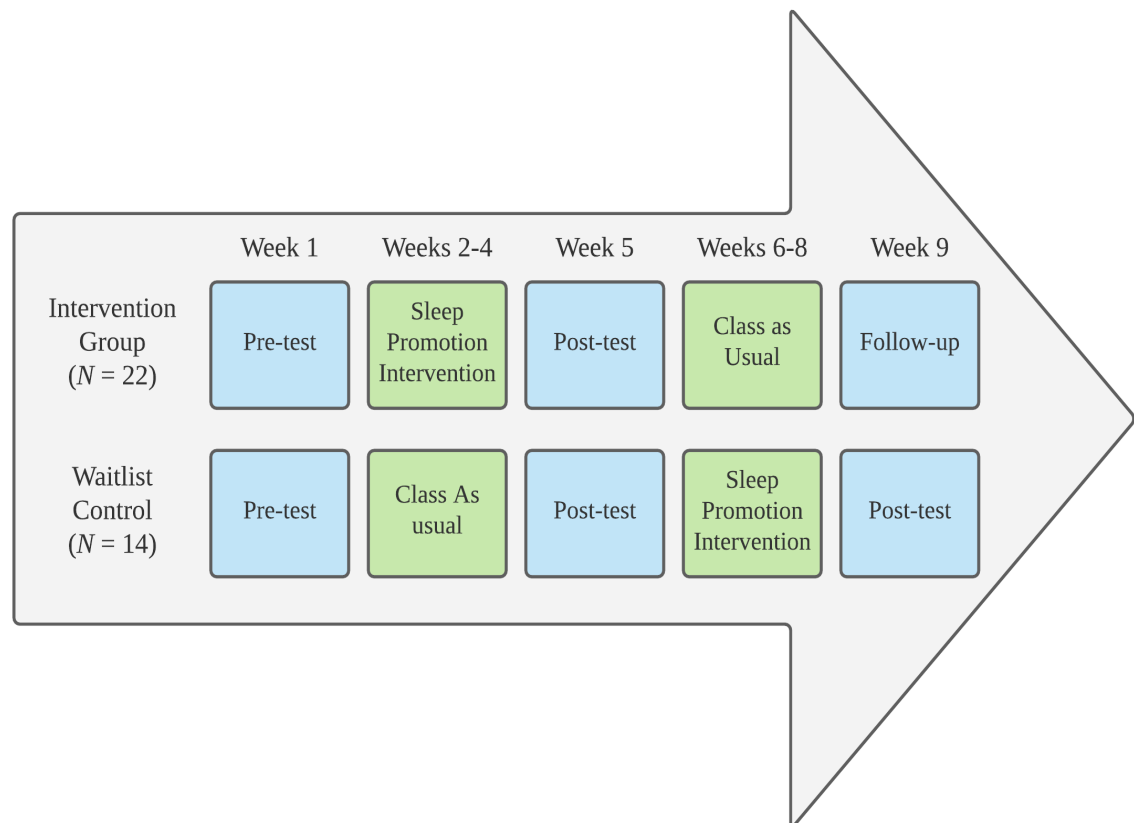 Week 1
Weeks 2-4
Week 5
Weeks 6-8
Week 9
Intervention
Group
(N = 22)
Pre-test
Sleep
Promotion
Intervention
Post-test
Class as
Usual
Follow-up
Waitlist
Control
(N = 14)
Pre-test
Class As
usual
Post-test
Sleep
Promotion
Intervention
Post-test